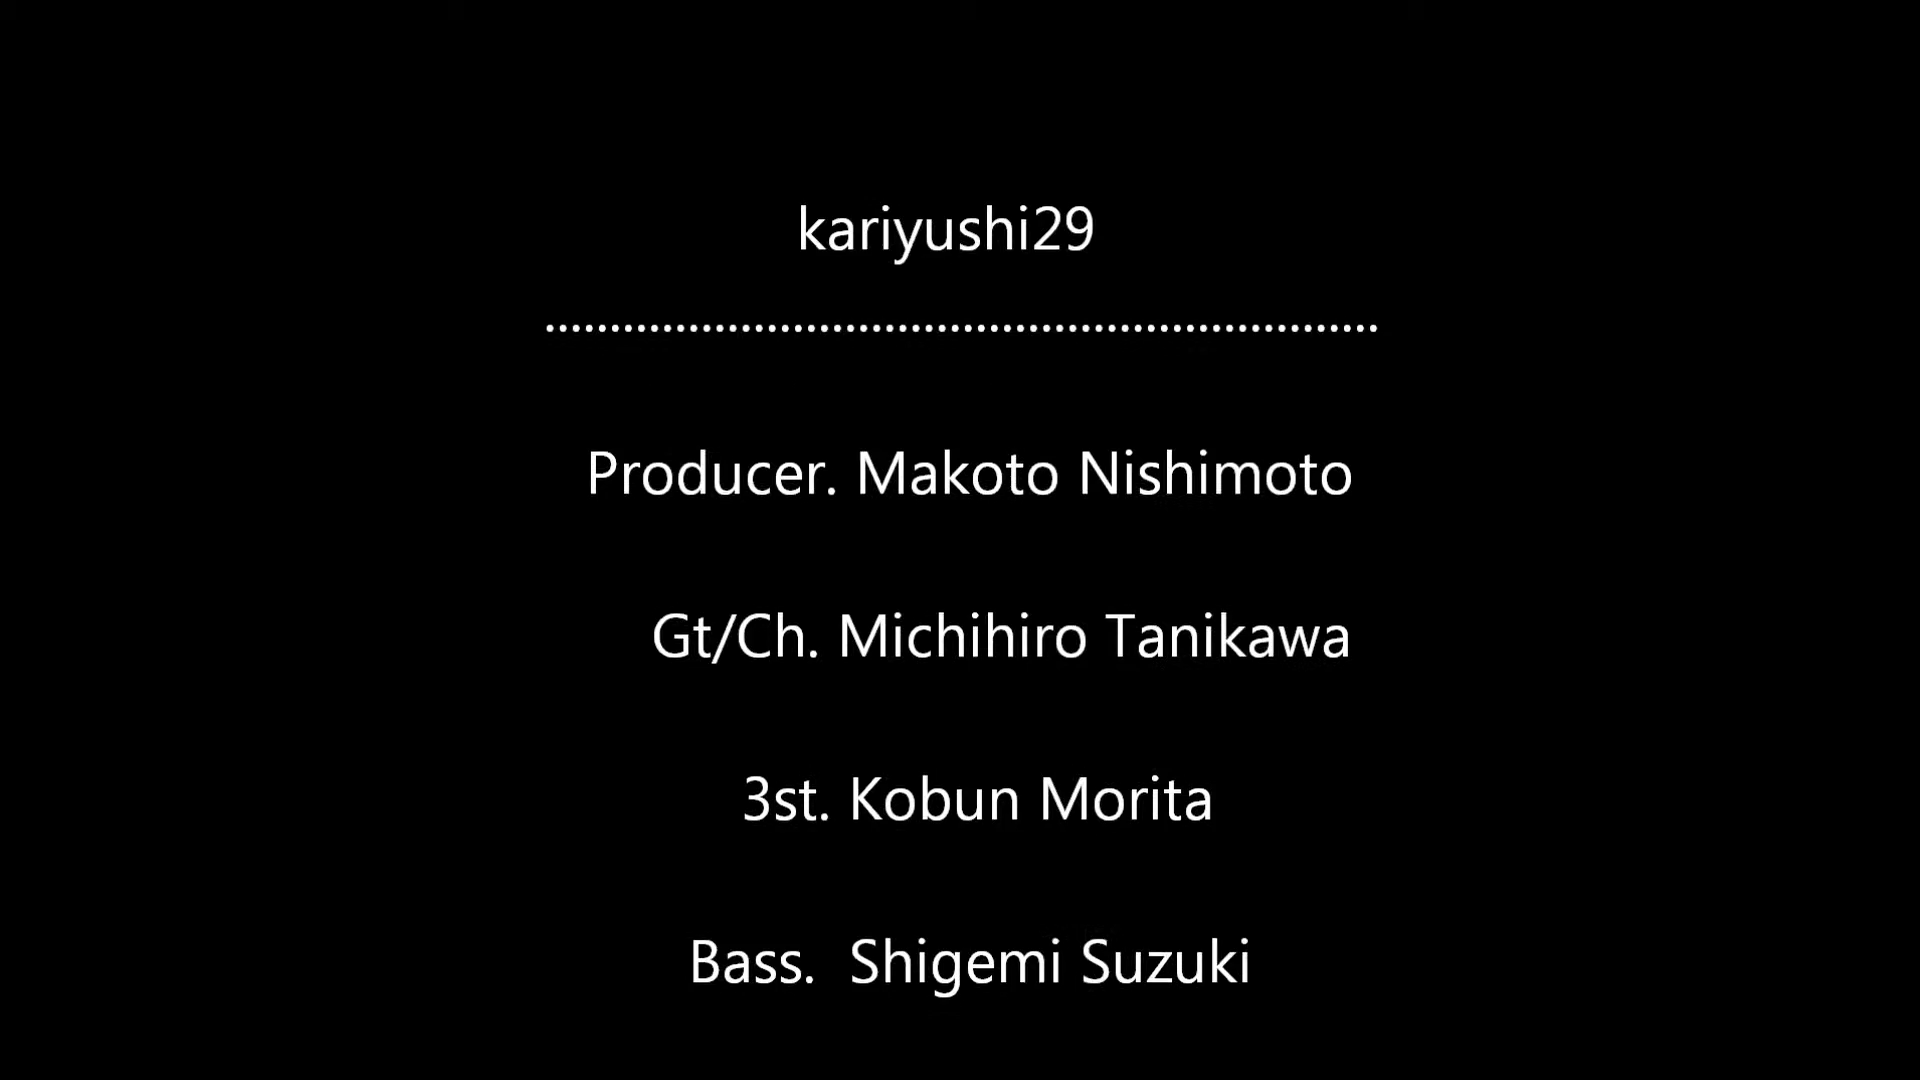 kariyushi29
................................................................
Producer. Makoto Nishimoto
Gt/Ch. Michihiro Tanikawa
3st. Kobun Morita
Bass.  Shigemi Suzuki